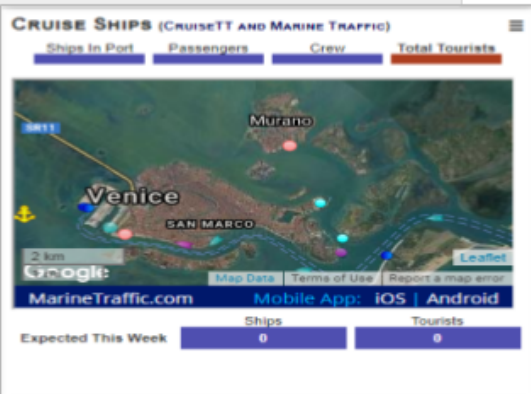 CRUISE SHIPS (CRUISETT AND MARINE TRAFFIC)
Ships In Port Passengers Crew Total Tourists
SR11
Murano
Venice
SAN MARCO
2 km
Leaflet
Google
Map Data Terms of Use Report a map error
MarineTraffic.com Mobile App: iOS | Android
Ships Tourists
Expected This Week 0 0